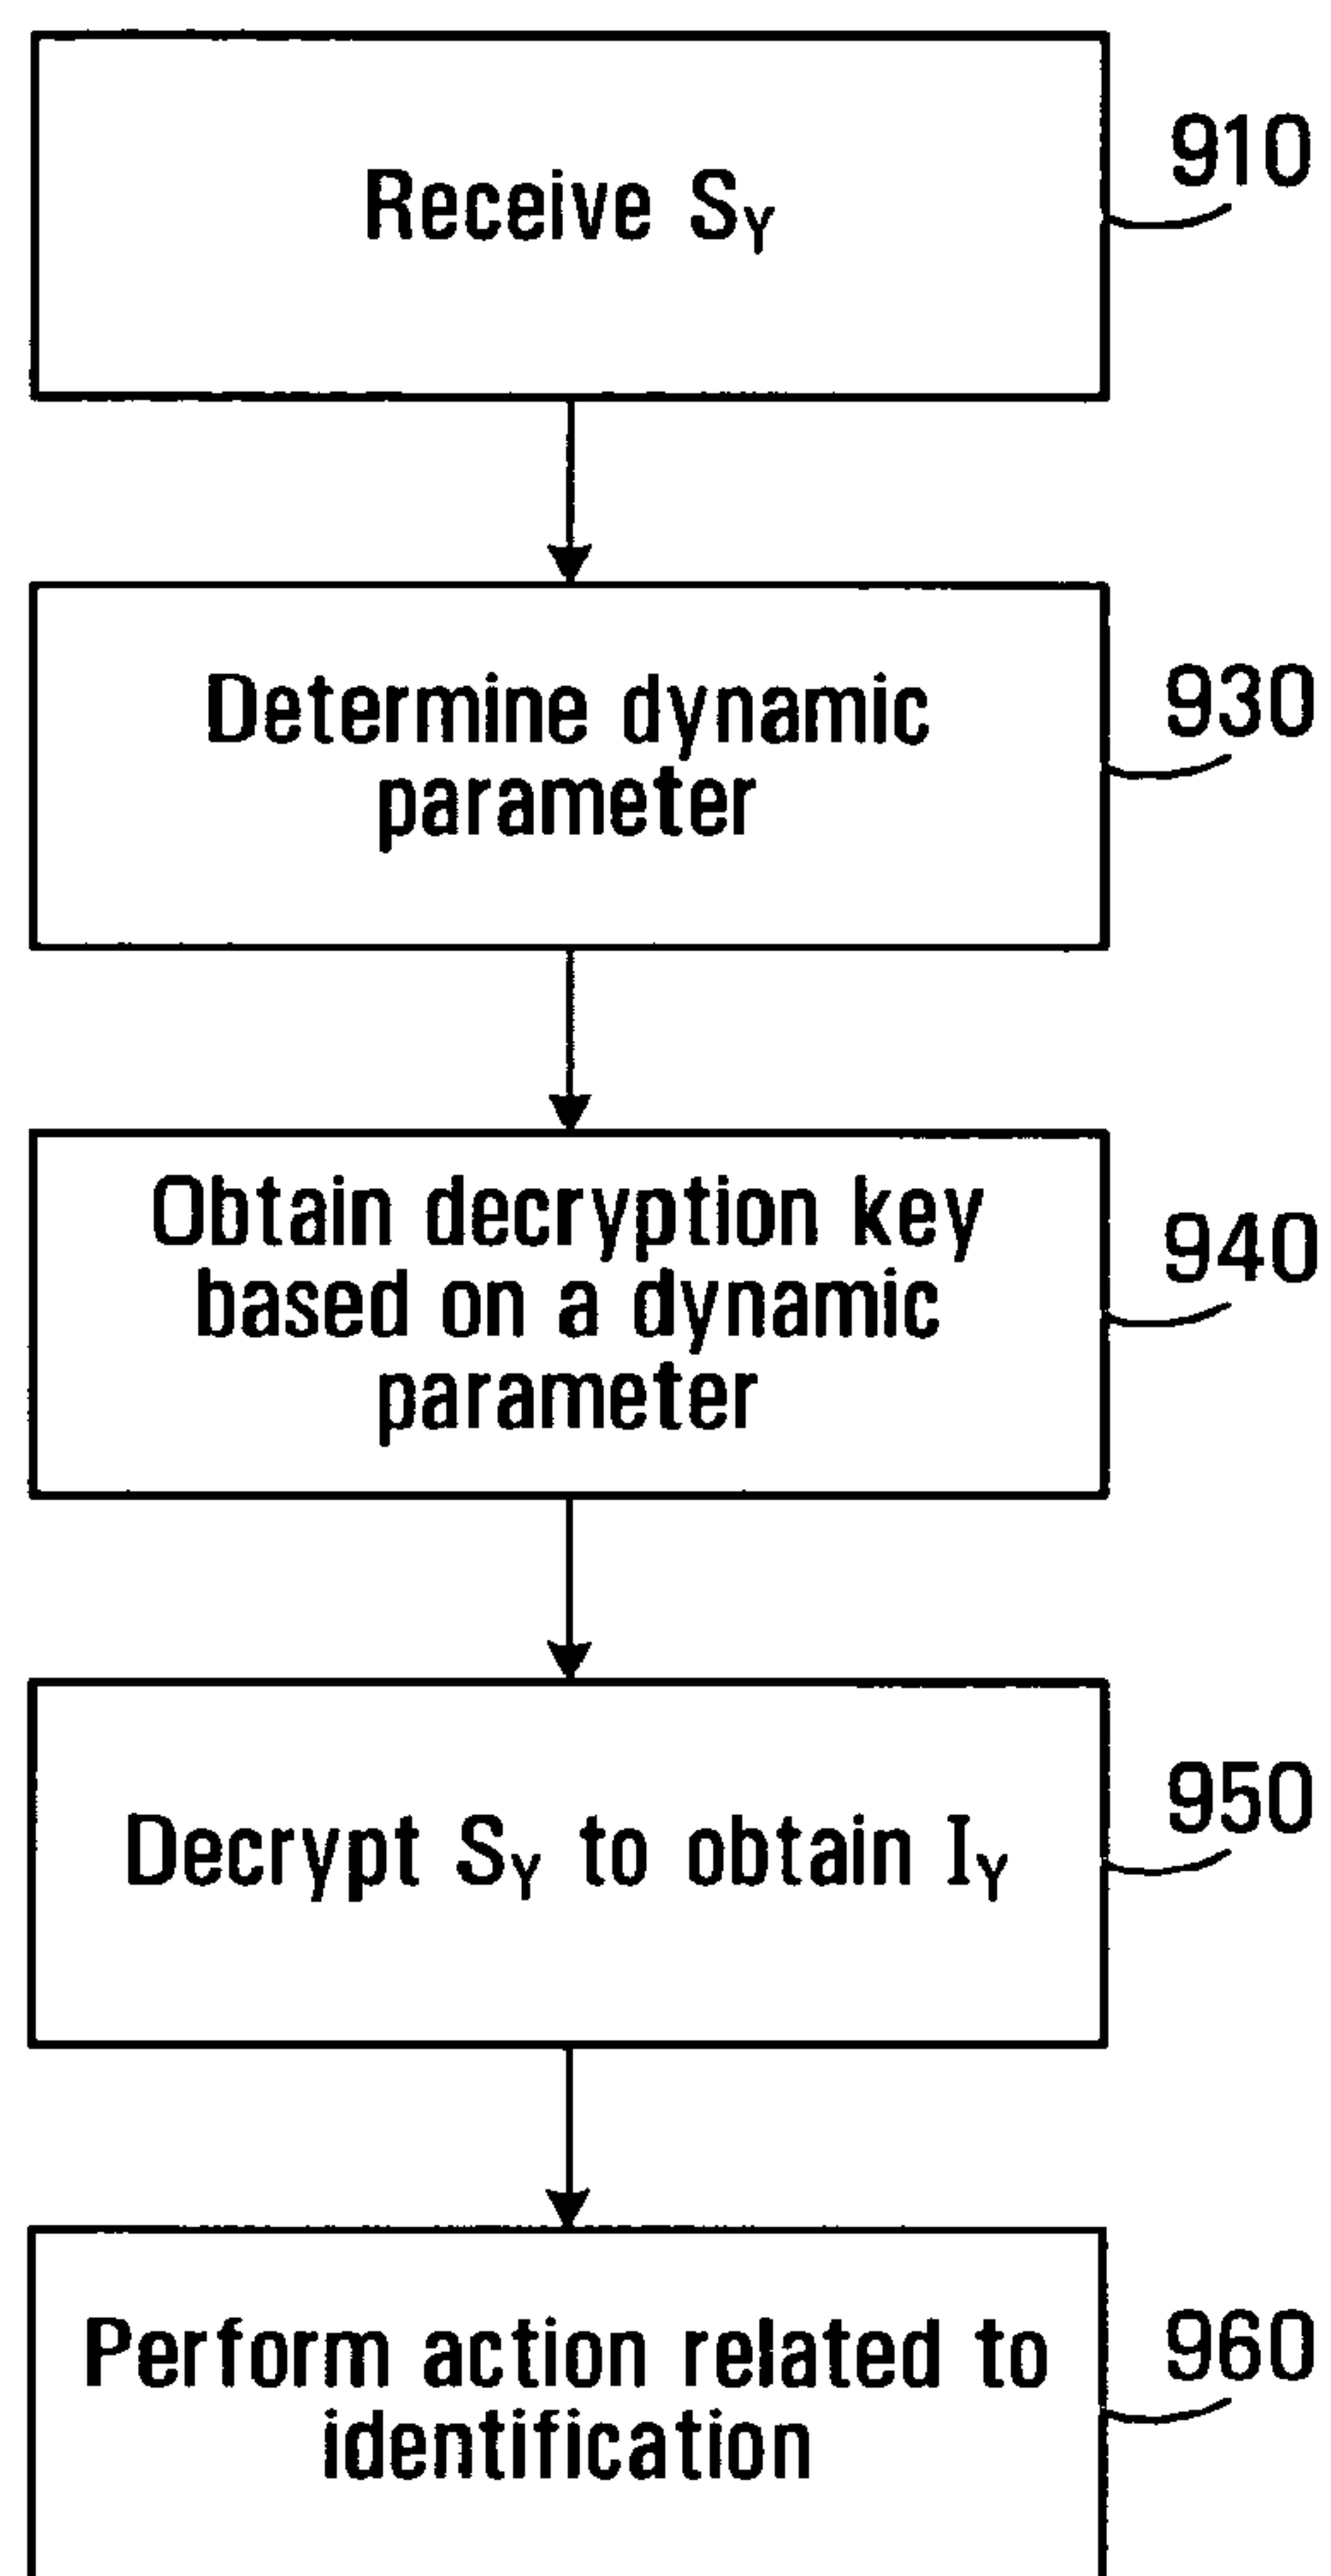 Receive SY
910
Determine dynamic
parameter
930
Obtain decryption key
based on a dynamic
parameter
940
Decrypt SY to obtain IY
950
Perform action related to
identification
960